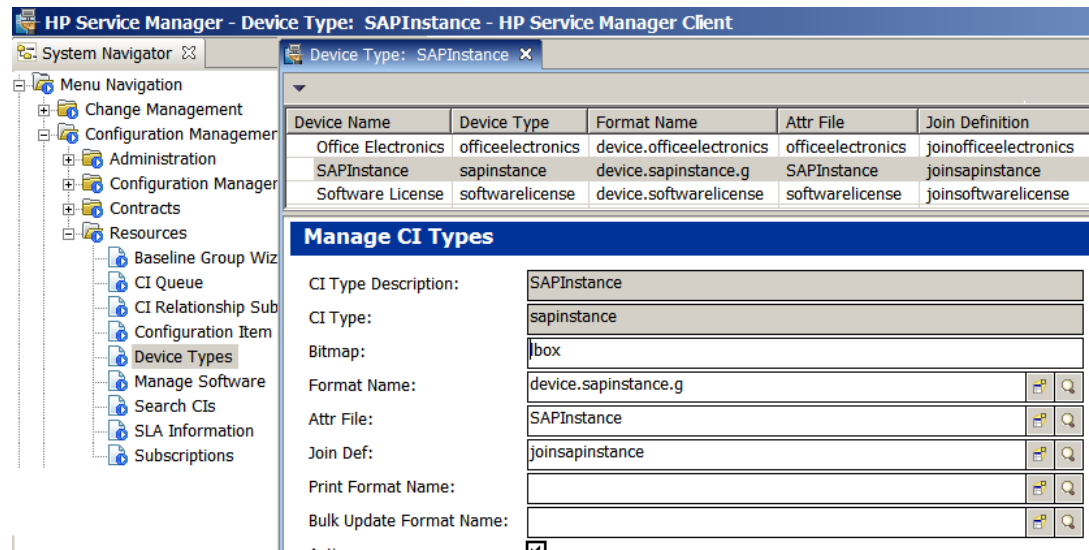 HP Service Manager - Device Type: SAPInstance - HP Service Manager Client
System Navigator
Device Type: SAPInstance
Menu Navigation
Change Management
Configuration Managemer
Administration
Configuration Manager
Contracts
Resources
Baseline Group Wiz
CI Queue
CI Relationship Sub
Configuration Item
Device Types
Manage Software
Search CIs
SLA Information
Subscriptions
Device Name Device Type Format Name Attr File Join Definition
Office Electronics officeelectronics device.officeelectronics officeelectronics joinofficeelectronics
SAPInstance sapinstance device.sapinstance.g SAPInstance joinsapinstance
Software License softwarelicense device.softwarelicense softwarelicense joinsoftwarelicense
Manage CI Types
CI Type Description: SAPInstance
CI Type: sapinstance
Bitmap: lbox
Format Name: device.sapinstance.g
Attr File: SAPInstance
Join Def: joinsapinstance
Print Format Name:
Bulk Update Format Name: